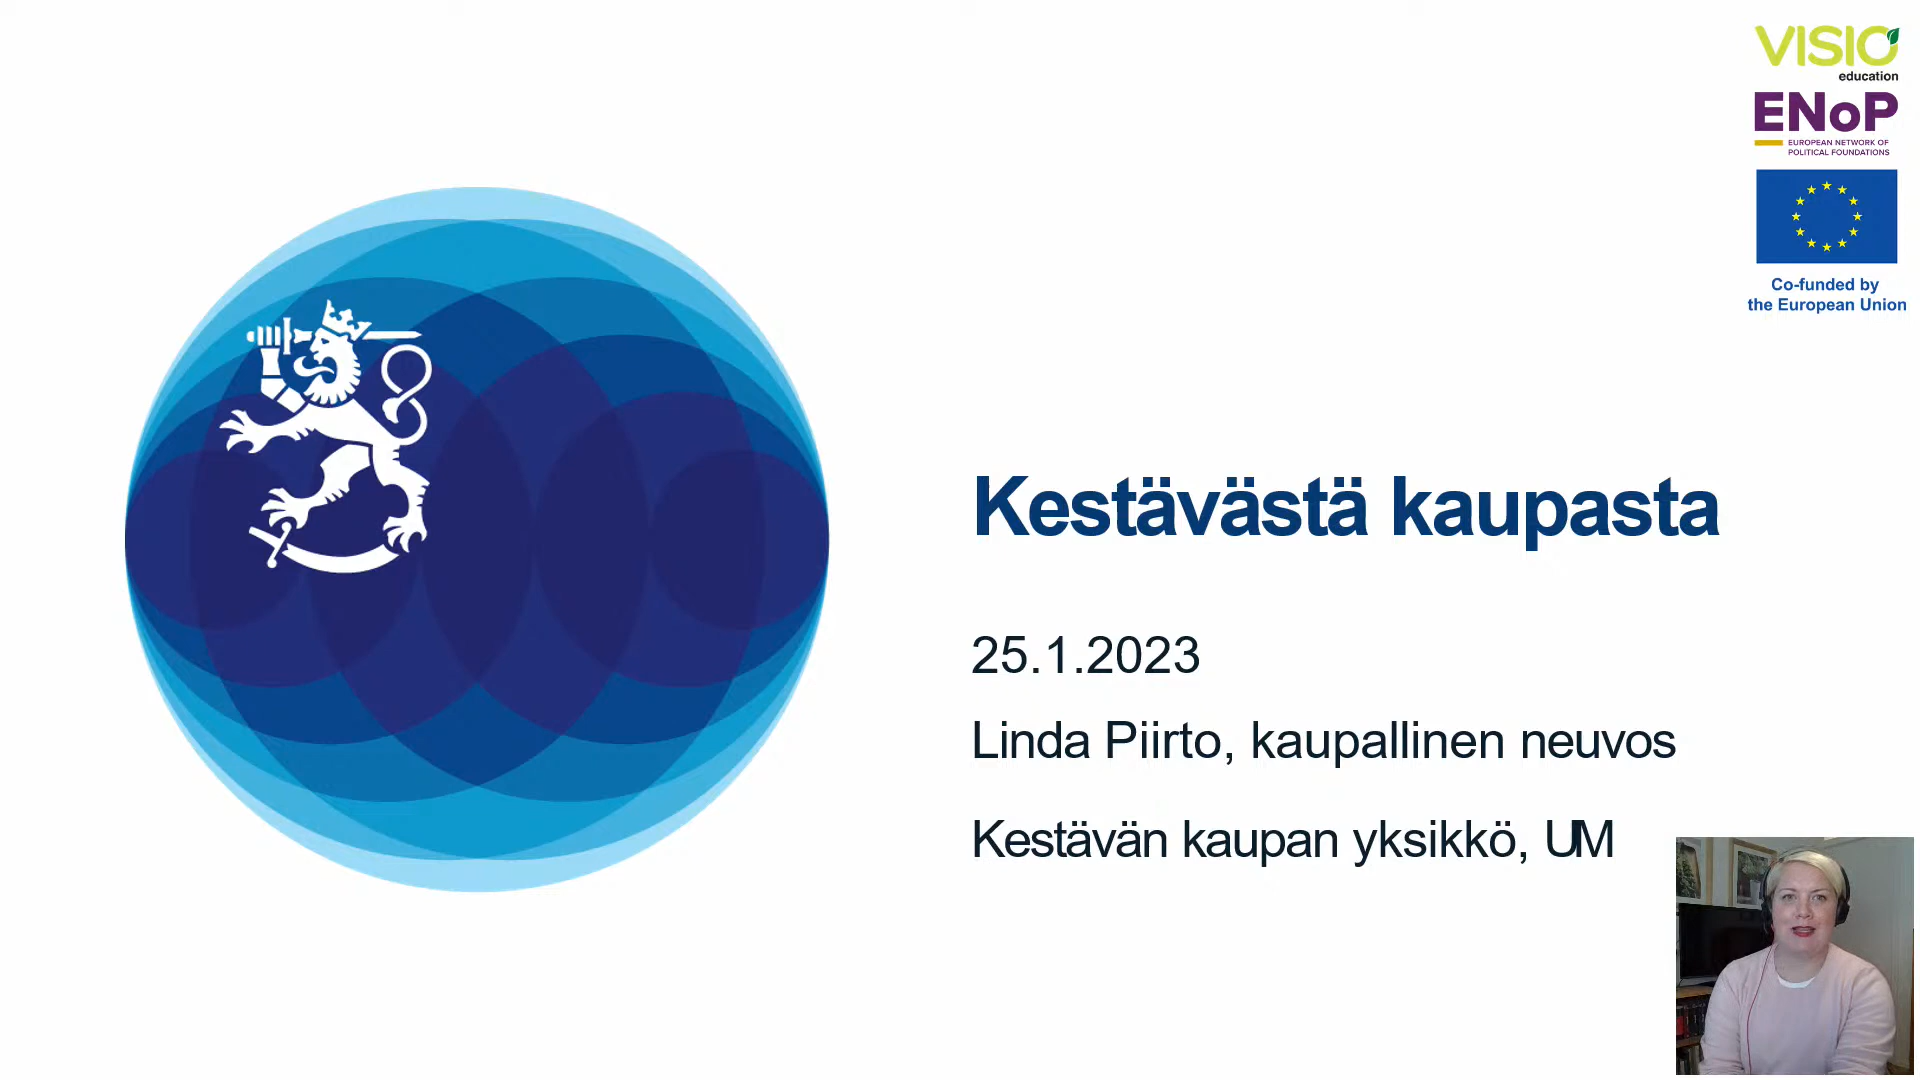 VISIO
education
ENoP
EUROPEAN NETWORK OF
POLITICAL FOUNDATIONS
Co-funded by
the European Union
Kestävästä kaupasta
25.1.2023
Linda Piirto, kaupallinen neuvos
Kestävän kaupan yksikkö, UM